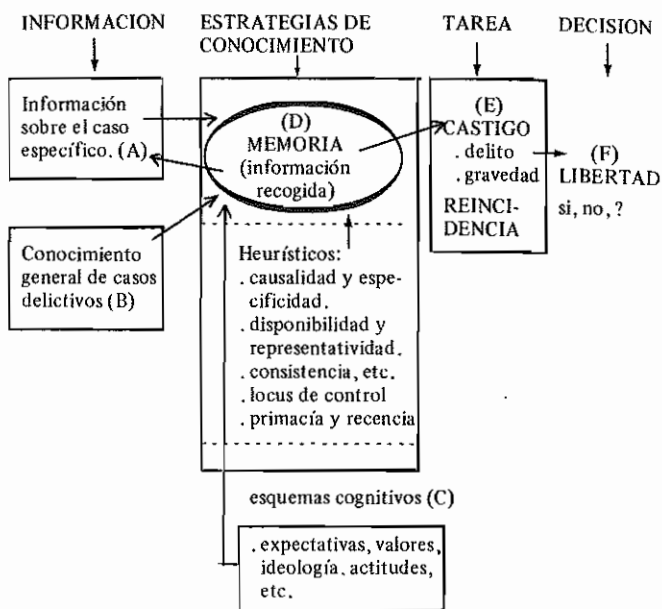 INFORMACION
ESTRATEGIAS DE
CONOCIMIENTO
TAREA
DECISION
Información
sobre el caso
específico. (A)
Conocimiento
general de casos
delictivos (B)
(D)
MEMORIA
(información
recogida)
Heurísticos:
. causalidad y espe-
cificidad.
. disponibilidad y
representatividad.
. consistencia, etc.
. locus de control
. primacía y recencia
(E)
CASTIGO
. delito
. gravedad
REINCI-
DENCIA
(F)
LIBERTAD
si, no, ?
esquemas cognitivos (C)
. expectativas, valores,
ideología. actitudes,
etc.